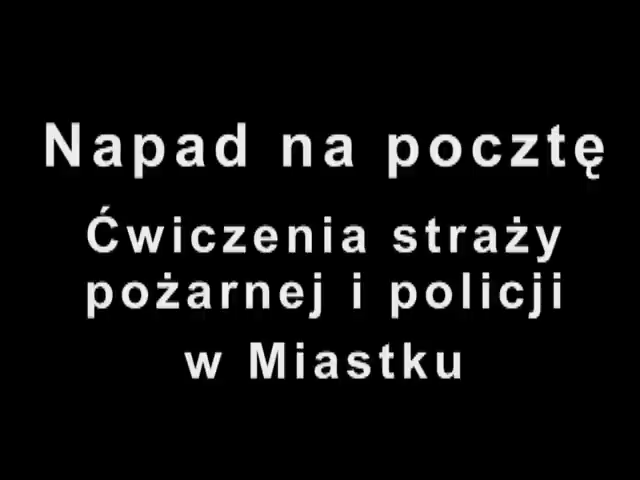 Napad na pocztę
Ćwiczenia straży
pożarnej i policji
w Miastku